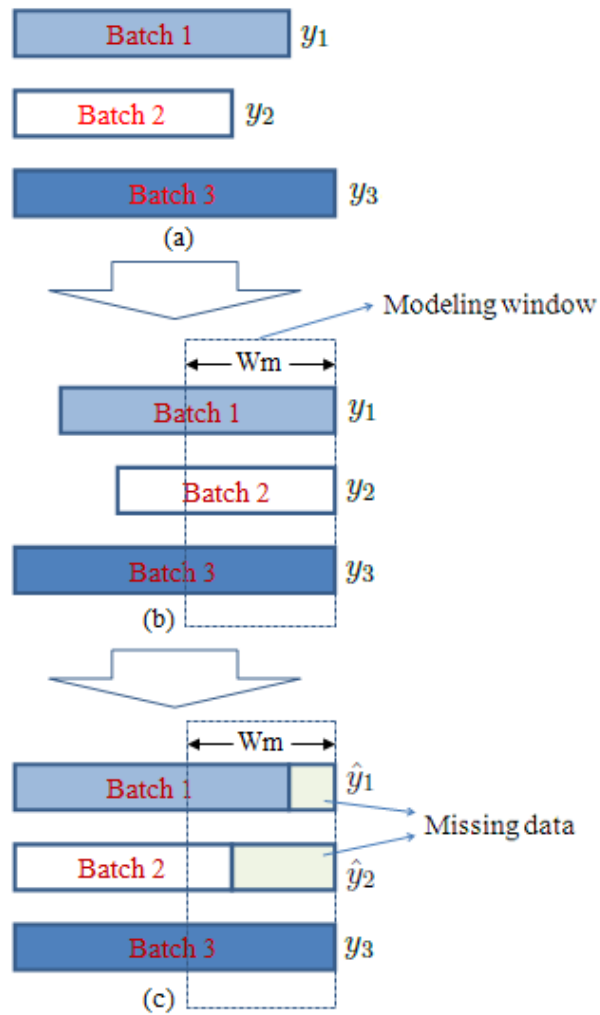 Batch 1 y₁
Batch 2 y₂
Batch 3 y₃
(a)
Modeling window
Wm
Batch 1 y₁
Batch 2 y₂
Batch 3 y₃
(b)
Wm
Batch 1 ŷ₁
Missing data
Batch 2 ŷ₂
Batch 3 y₃
(c)